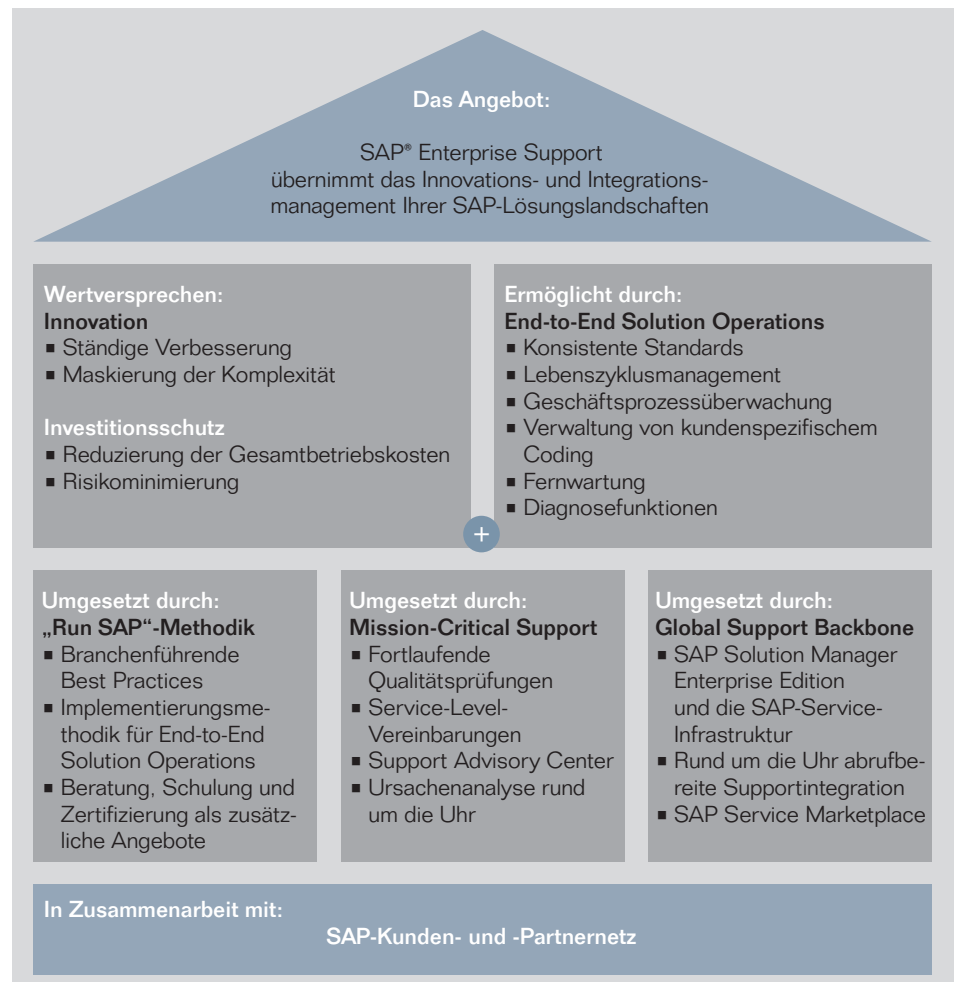 Das Angebot:
SAP® Enterprise Support
übernimmt das Innovations- und Integrations-
management Ihrer SAP-Lösungslandschaften
Wertversprechen:
Innovation
■ Ständige Verbesserung
■ Maskierung der Komplexität
Investitionsschutz
■ Reduzierung der Gesamtbetriebskosten
■ Risikominimierung
Ermöglicht durch:
End-to-End Solution Operations
■ Konsistente Standards
■ Lebenszyklusmanagement
■ Geschäftsprozessüberwachung
■ Verwaltung von kundenspezifischem
Coding
■ Fernwartung
■ Diagnosefunktionen
+
Umgesetzt durch:
„Run SAP“-Methodik
■ Branchenführende
Best Practices
■ Implementierungsme-
thodik für End-to-End
Solution Operations
■ Beratung, Schulung und
Zertifizierung als zusätz-
liche Angebote
Umgesetzt durch:
Mission-Critical Support
■ Fortlaufende
Qualitätsprüfungen
■ Service-Level-
Vereinbarungen
■ Support Advisory Center
■ Ursachenanalyse rund
um die Uhr
Umgesetzt durch:
Global Support Backbone
■ SAP Solution Manager
Enterprise Edition
und die SAP-Service-
Infrastruktur
■ Rund um die Uhr abrufbe-
reite Supportintegration
■ SAP Service Marketplace
In Zusammenarbeit mit:
SAP-Kunden- und -Partnernetz